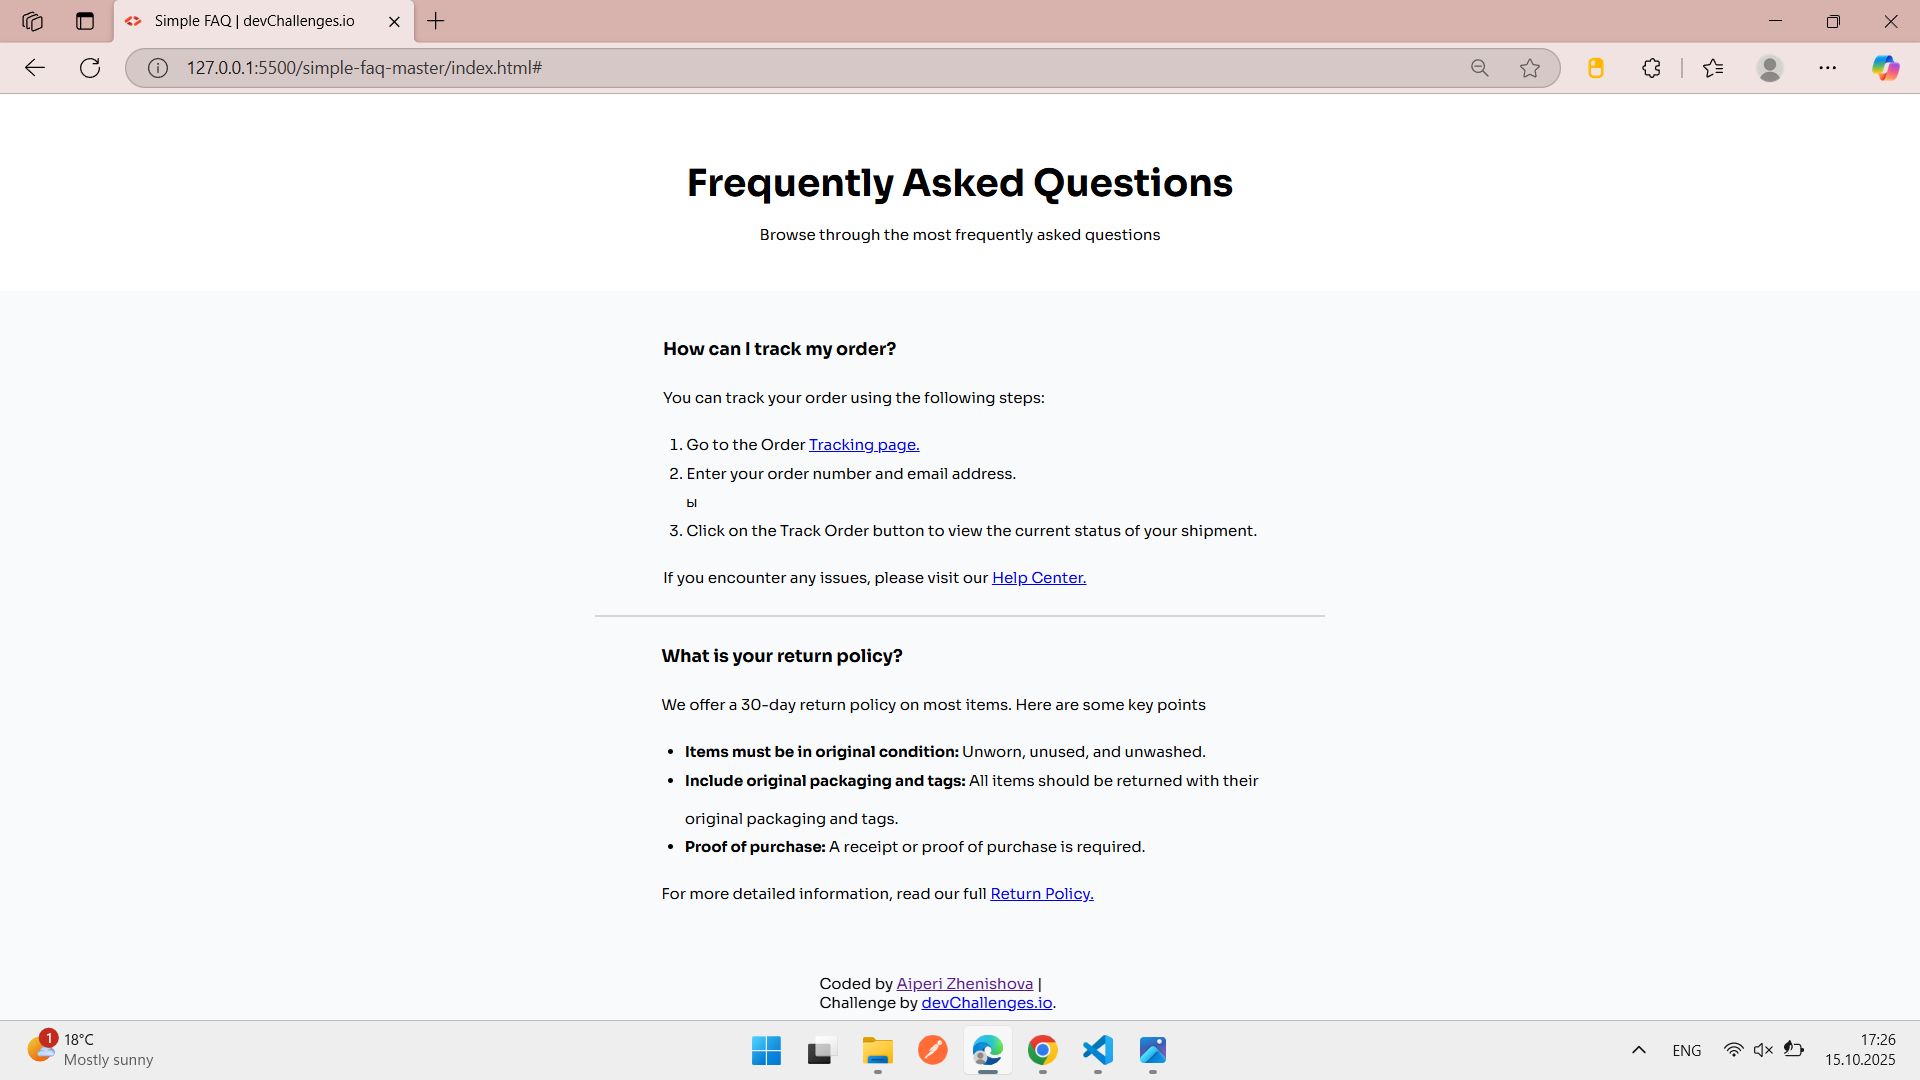 Simple FAQ | devChallenges.io
127.0.0.1:5500/simple-faq-master/index.html#
Frequently Asked Questions
Browse through the most frequently asked questions
How can I track my order?
You can track your order using the following steps:
1. Go to the Order Tracking page.
2. Enter your order number and email address.
ы
3. Click on the Track Order button to view the current status of your shipment.
If you encounter any issues, please visit our Help Center.
What is your return policy?
We offer a 30-day return policy on most items. Here are some key points
• Items must be in original condition: Unworn, unused, and unwashed.
• Include original packaging and tags: All items should be returned with their
original packaging and tags.
• Proof of purchase: A receipt or proof of purchase is required.
For more detailed information, read our full Return Policy.
Coded by Aiperi Zhenishova |
Challenge by devChallenges.io.
1
18°C
Mostly sunny
ENG
17:26
15.10.2025